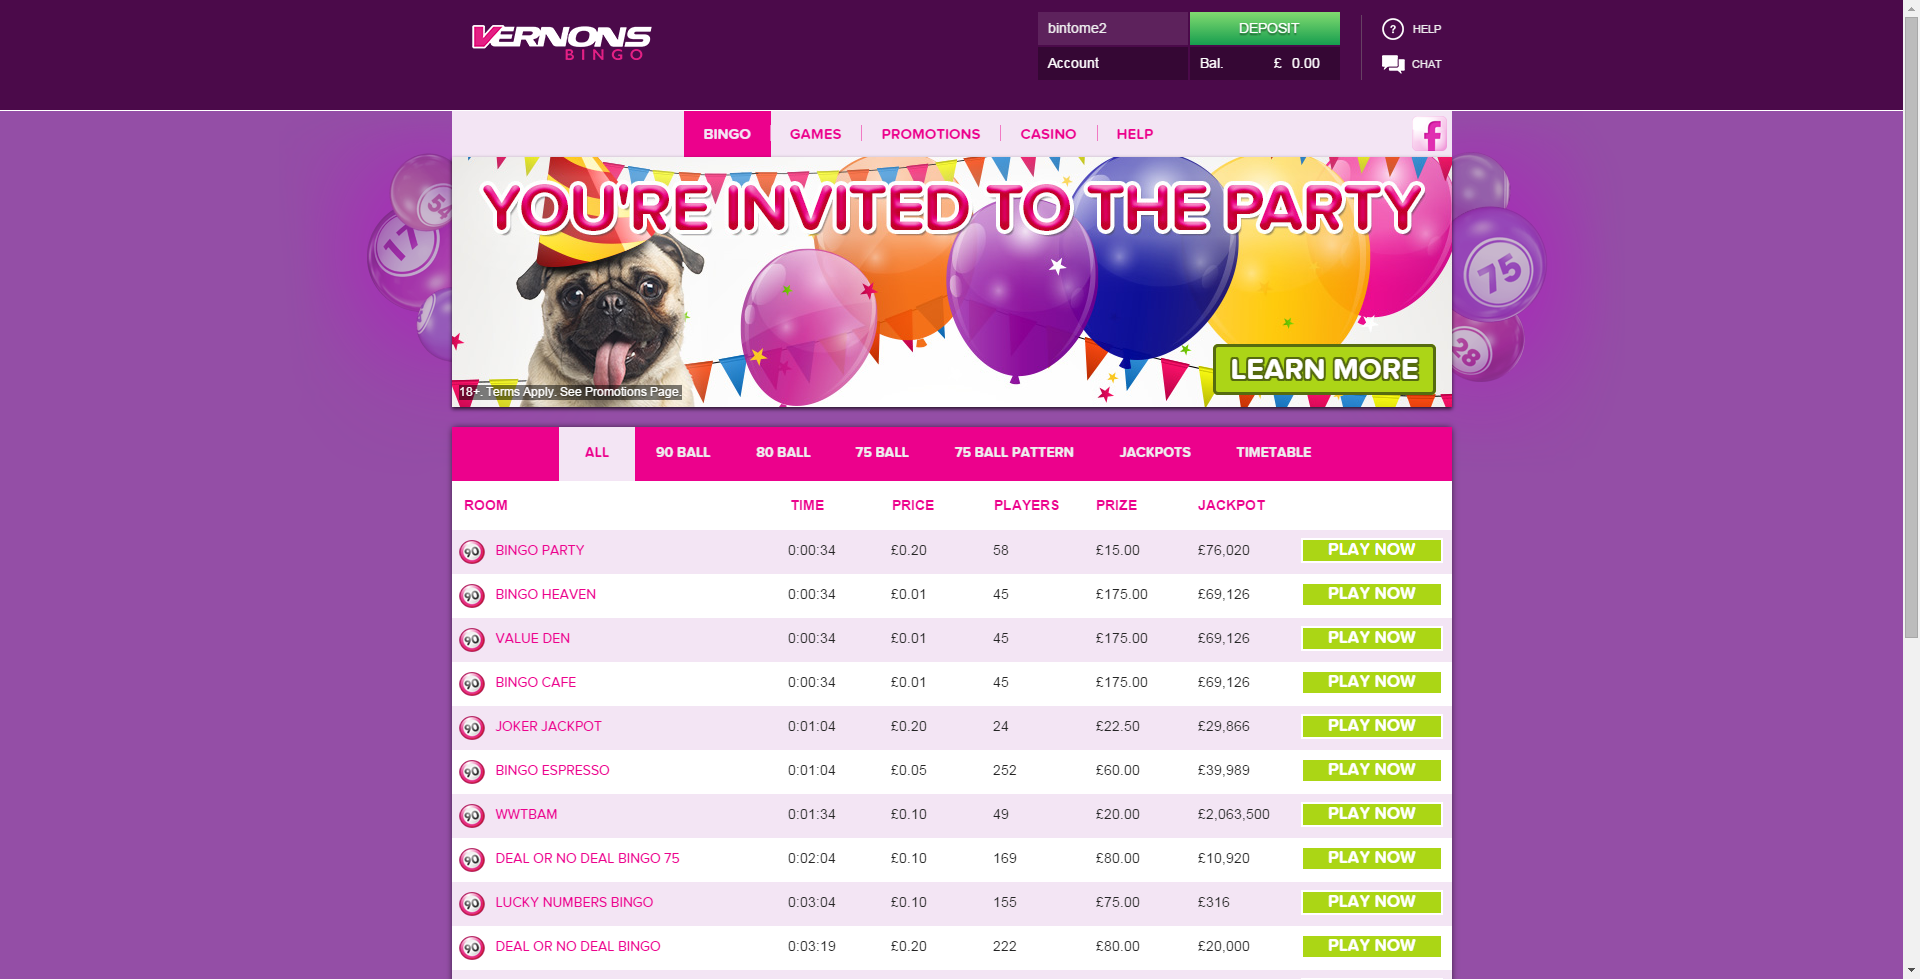 VERNONS
BINGO
bintome2
DEPOSIT
? HELP
Account
Bal. £ 0.00
CHAT
BINGO GAMES PROMOTIONS CASINO HELP
f
YOU'RE INVITED TO THE PARTY
54
17
75
28
LEARN MORE
18+. Terms Apply. See Promotions Page.
ALL 90 BALL 80 BALL 75 BALL 75 BALL PATTERN JACKPOTS TIMETABLE
ROOM TIME PRICE PLAYERS PRIZE JACKPOT
90 BINGO PARTY 0:00:34 £0.20 58 £15.00 £76,020 PLAY NOW
90 BINGO HEAVEN 0:00:34 £0.01 45 £175.00 £69,126 PLAY NOW
90 VALUE DEN 0:00:34 £0.01 45 £175.00 £69,126 PLAY NOW
90 BINGO CAFE 0:00:34 £0.01 45 £175.00 £69,126 PLAY NOW
90 JOKER JACKPOT 0:01:04 £0.20 24 £22.50 £29,866 PLAY NOW
90 BINGO ESPRESSO 0:01:04 £0.05 252 £60.00 £39,989 PLAY NOW
90 WWTBAM 0:01:34 £0.10 49 £20.00 £2,063,500 PLAY NOW
90 DEAL OR NO DEAL BINGO 75 0:02:04 £0.10 169 £80.00 £10,920 PLAY NOW
90 LUCKY NUMBERS BINGO 0:03:04 £0.10 155 £75.00 £316 PLAY NOW
90 DEAL OR NO DEAL BINGO 0:03:19 £0.20 222 £80.00 £20,000 PLAY NOW